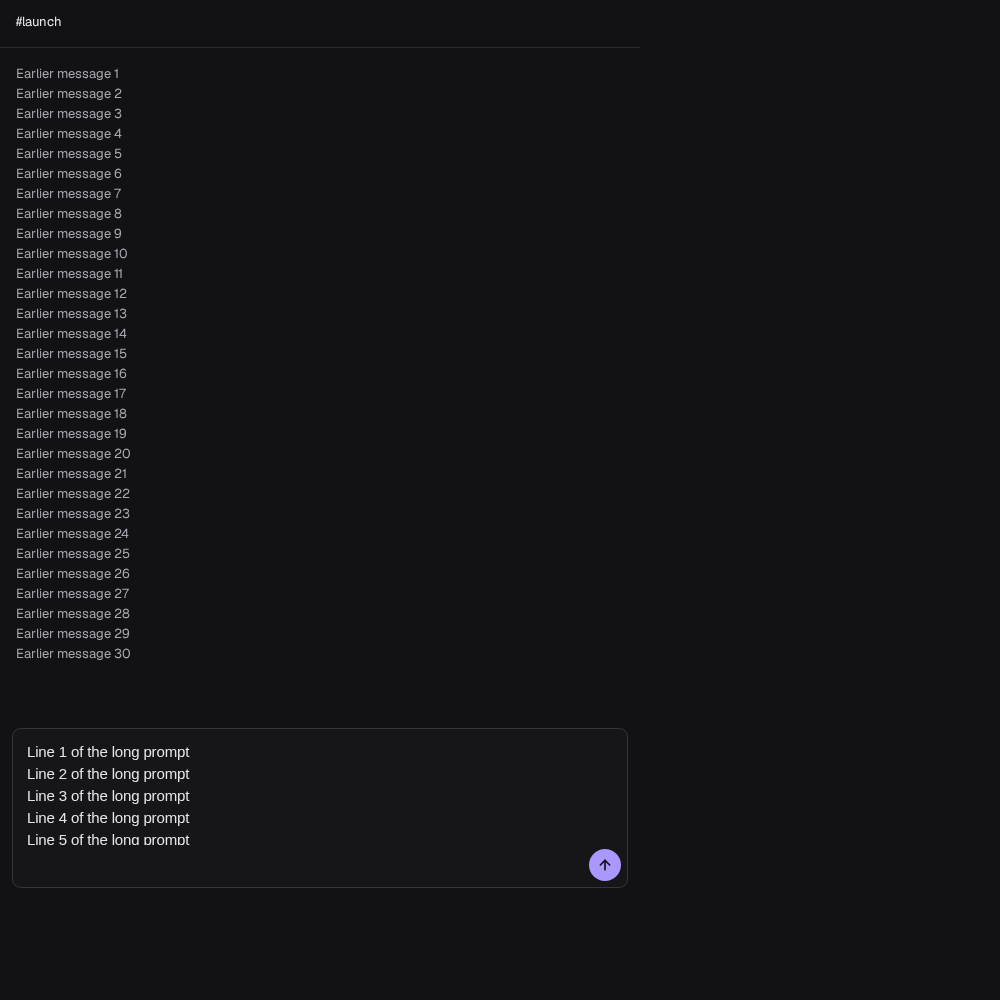 #launch
Earlier message 1
Earlier message 2
Earlier message 3
Earlier message 4
Earlier message 5
Earlier message 6
Earlier message 7
Earlier message 8
Earlier message 9
Earlier message 10
Earlier message 11
Earlier message 12
Earlier message 13
Earlier message 14
Earlier message 15
Earlier message 16
Earlier message 17
Earlier message 18
Earlier message 19
Earlier message 20
Earlier message 21
Earlier message 22
Earlier message 23
Earlier message 24
Earlier message 25
Earlier message 26
Earlier message 27
Earlier message 28
Earlier message 29
Earlier message 30
Line 1 of the long prompt
Line 2 of the long prompt
Line 3 of the long prompt
Line 4 of the long prompt
Line 5 of the long prompt